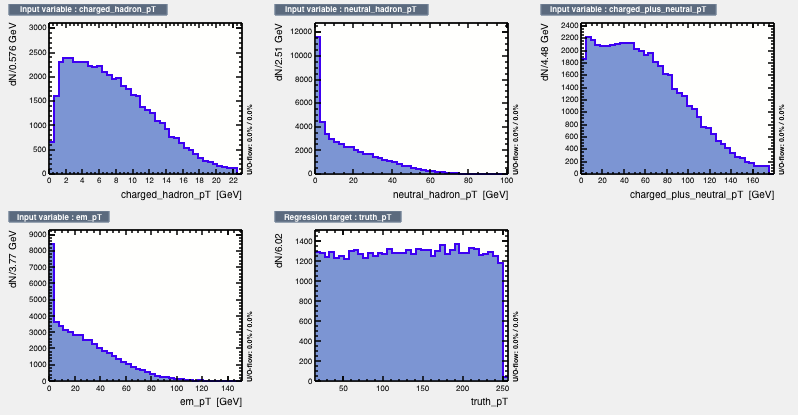 Input variable : charged_hadron_pT
dN/0.576 GeV
3000
2500
2000
1500
1000
500
0
0 2 4 6 8 10 12 14 16 18 20 22
charged_hadron_pT [GeV]
U/O-flow: 0.0% / 0.0%
Input variable : neutral_hadron_pT
dN/2.51 GeV
12000
10000
8000
6000
4000
2000
0
0 20 40 60 80 100
neutral_hadron_pT [GeV]
U/O-flow: 0.0% / 0.0%
Input variable : charged_plus_neutral_pT
dN/4.48 GeV
2400
2200
2000
1800
1600
1400
1200
1000
800
600
400
200
0
0 20 40 60 80 100 120 140 160
charged_plus_neutral_pT [GeV]
U/O-flow: 0.0% / 0.0%
Input variable : em_pT
dN/3.77 GeV
9000
8000
7000
6000
5000
4000
3000
2000
1000
0
0 20 40 60 80 100 120 140
em_pT [GeV]
U/O-flow: 0.0% / 0.0%
Regression target : truth_pT
dN/6.02
1400
1200
1000
800
600
400
200
0
50 100 150 200 250
truth_pT
U/O-flow: 0.0% / 0.0%